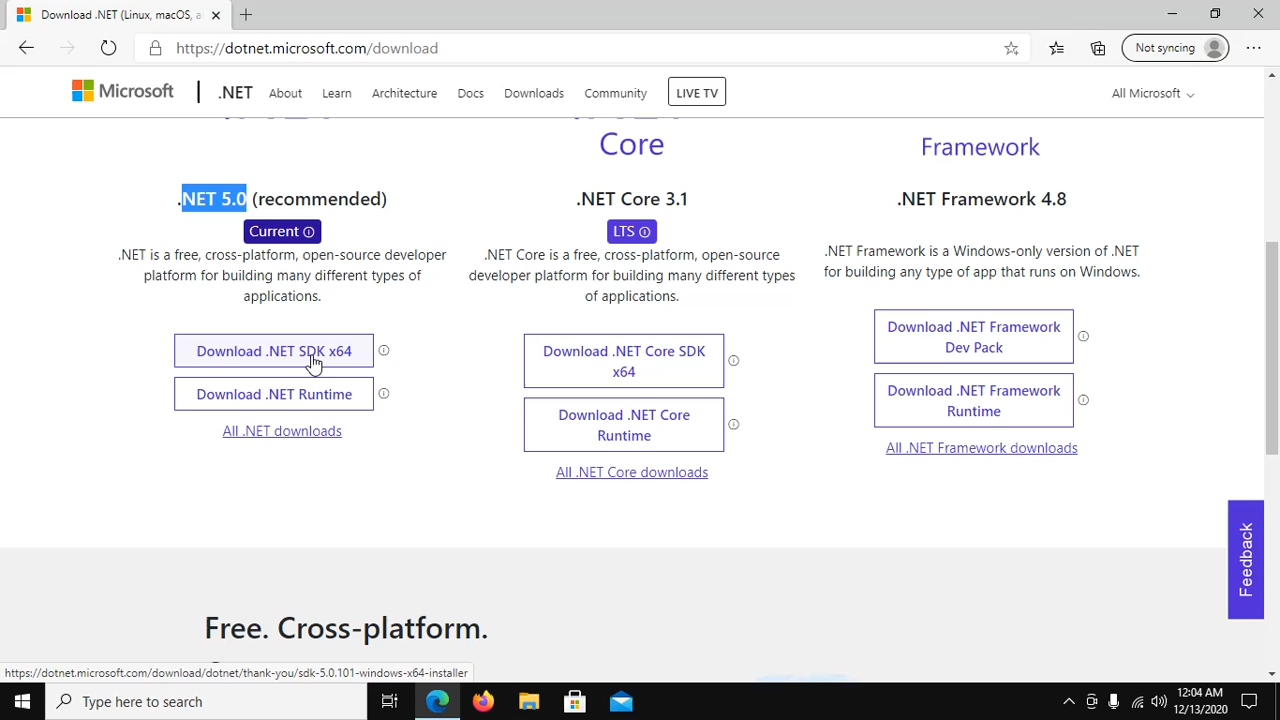 Download .NET (Linux, macOS, a
https://dotnet.microsoft.com/download
Not syncing
Microsoft
.NET
About
Learn
Architecture
Docs
Downloads
Community
LIVE TV
All Microsoft
Core
Framework
.NET 5.0 (recommended)
Current
.NET is a free, cross-platform, open-source developer
platform for building many different types of
applications.
Download .NET SDK x64
Download .NET Runtime
All .NET downloads
.NET Core 3.1
LTS
.NET Core is a free, cross-platform, open-source
developer platform for building many different types
of applications.
Download .NET Core SDK
x64
Download .NET Core
Runtime
All .NET Core downloads
.NET Framework 4.8
.NET Framework is a Windows-only version of .NET
for building any type of app that runs on Windows.
Download .NET Framework
Dev Pack
Download .NET Framework
Runtime
All .NET Framework downloads
Feedback
Free. Cross-platform.
https://dotnet.microsoft.com/download/dotnet/thank-you/sdk-5.0.101-windows-x64-installer
Type here to search
12:04 AM
12/13/2020